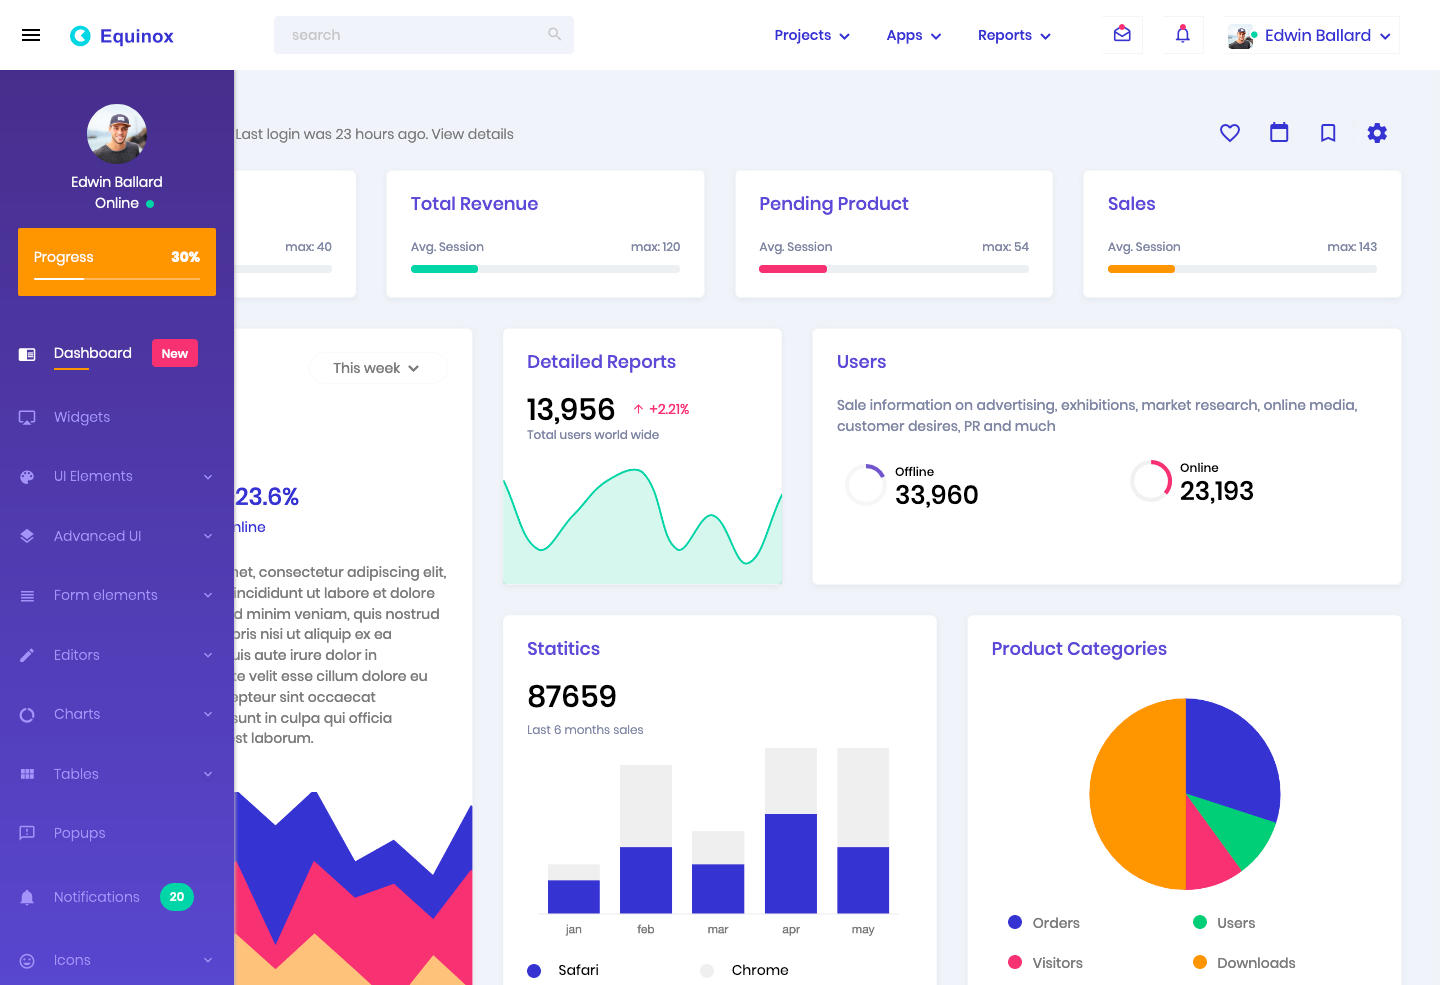 Equinox
search
Projects
Apps
Reports
Edwin Ballard
Edwin Ballard
Online
Progress 30%
Dashboard New
Widgets
UI Elements
Advanced UI
Form elements
Editors
Charts
Tables
Popups
Notifications 20
Icons
Last login was 23 hours ago. View details
max: 40
Total Revenue
Avg. Session max: 120
Pending Product
Avg. Session max: 54
Sales
Avg. Session max: 143
This week
23.6%
net, consectetur adipiscing elit,
incididunt ut labore et dolore
d minim veniam, quis nostrud
oris nisi ut aliquip ex ea
uis aute irure dolor in
te velit esse cillum dolore eu
epteur sint occaecat
sunt in culpa qui officia
est laborum.
Detailed Reports
13,956 +2.21%
Total users world wide
Users
Sale information on advertising, exhibitions, market research, online media,
customer desires, PR and much
Offline
33,960
Online
23,193
Statitics
87659
Last 6 months sales
jan feb mar apr may
Safari Chrome
Product Categories
Orders Users
Visitors Downloads